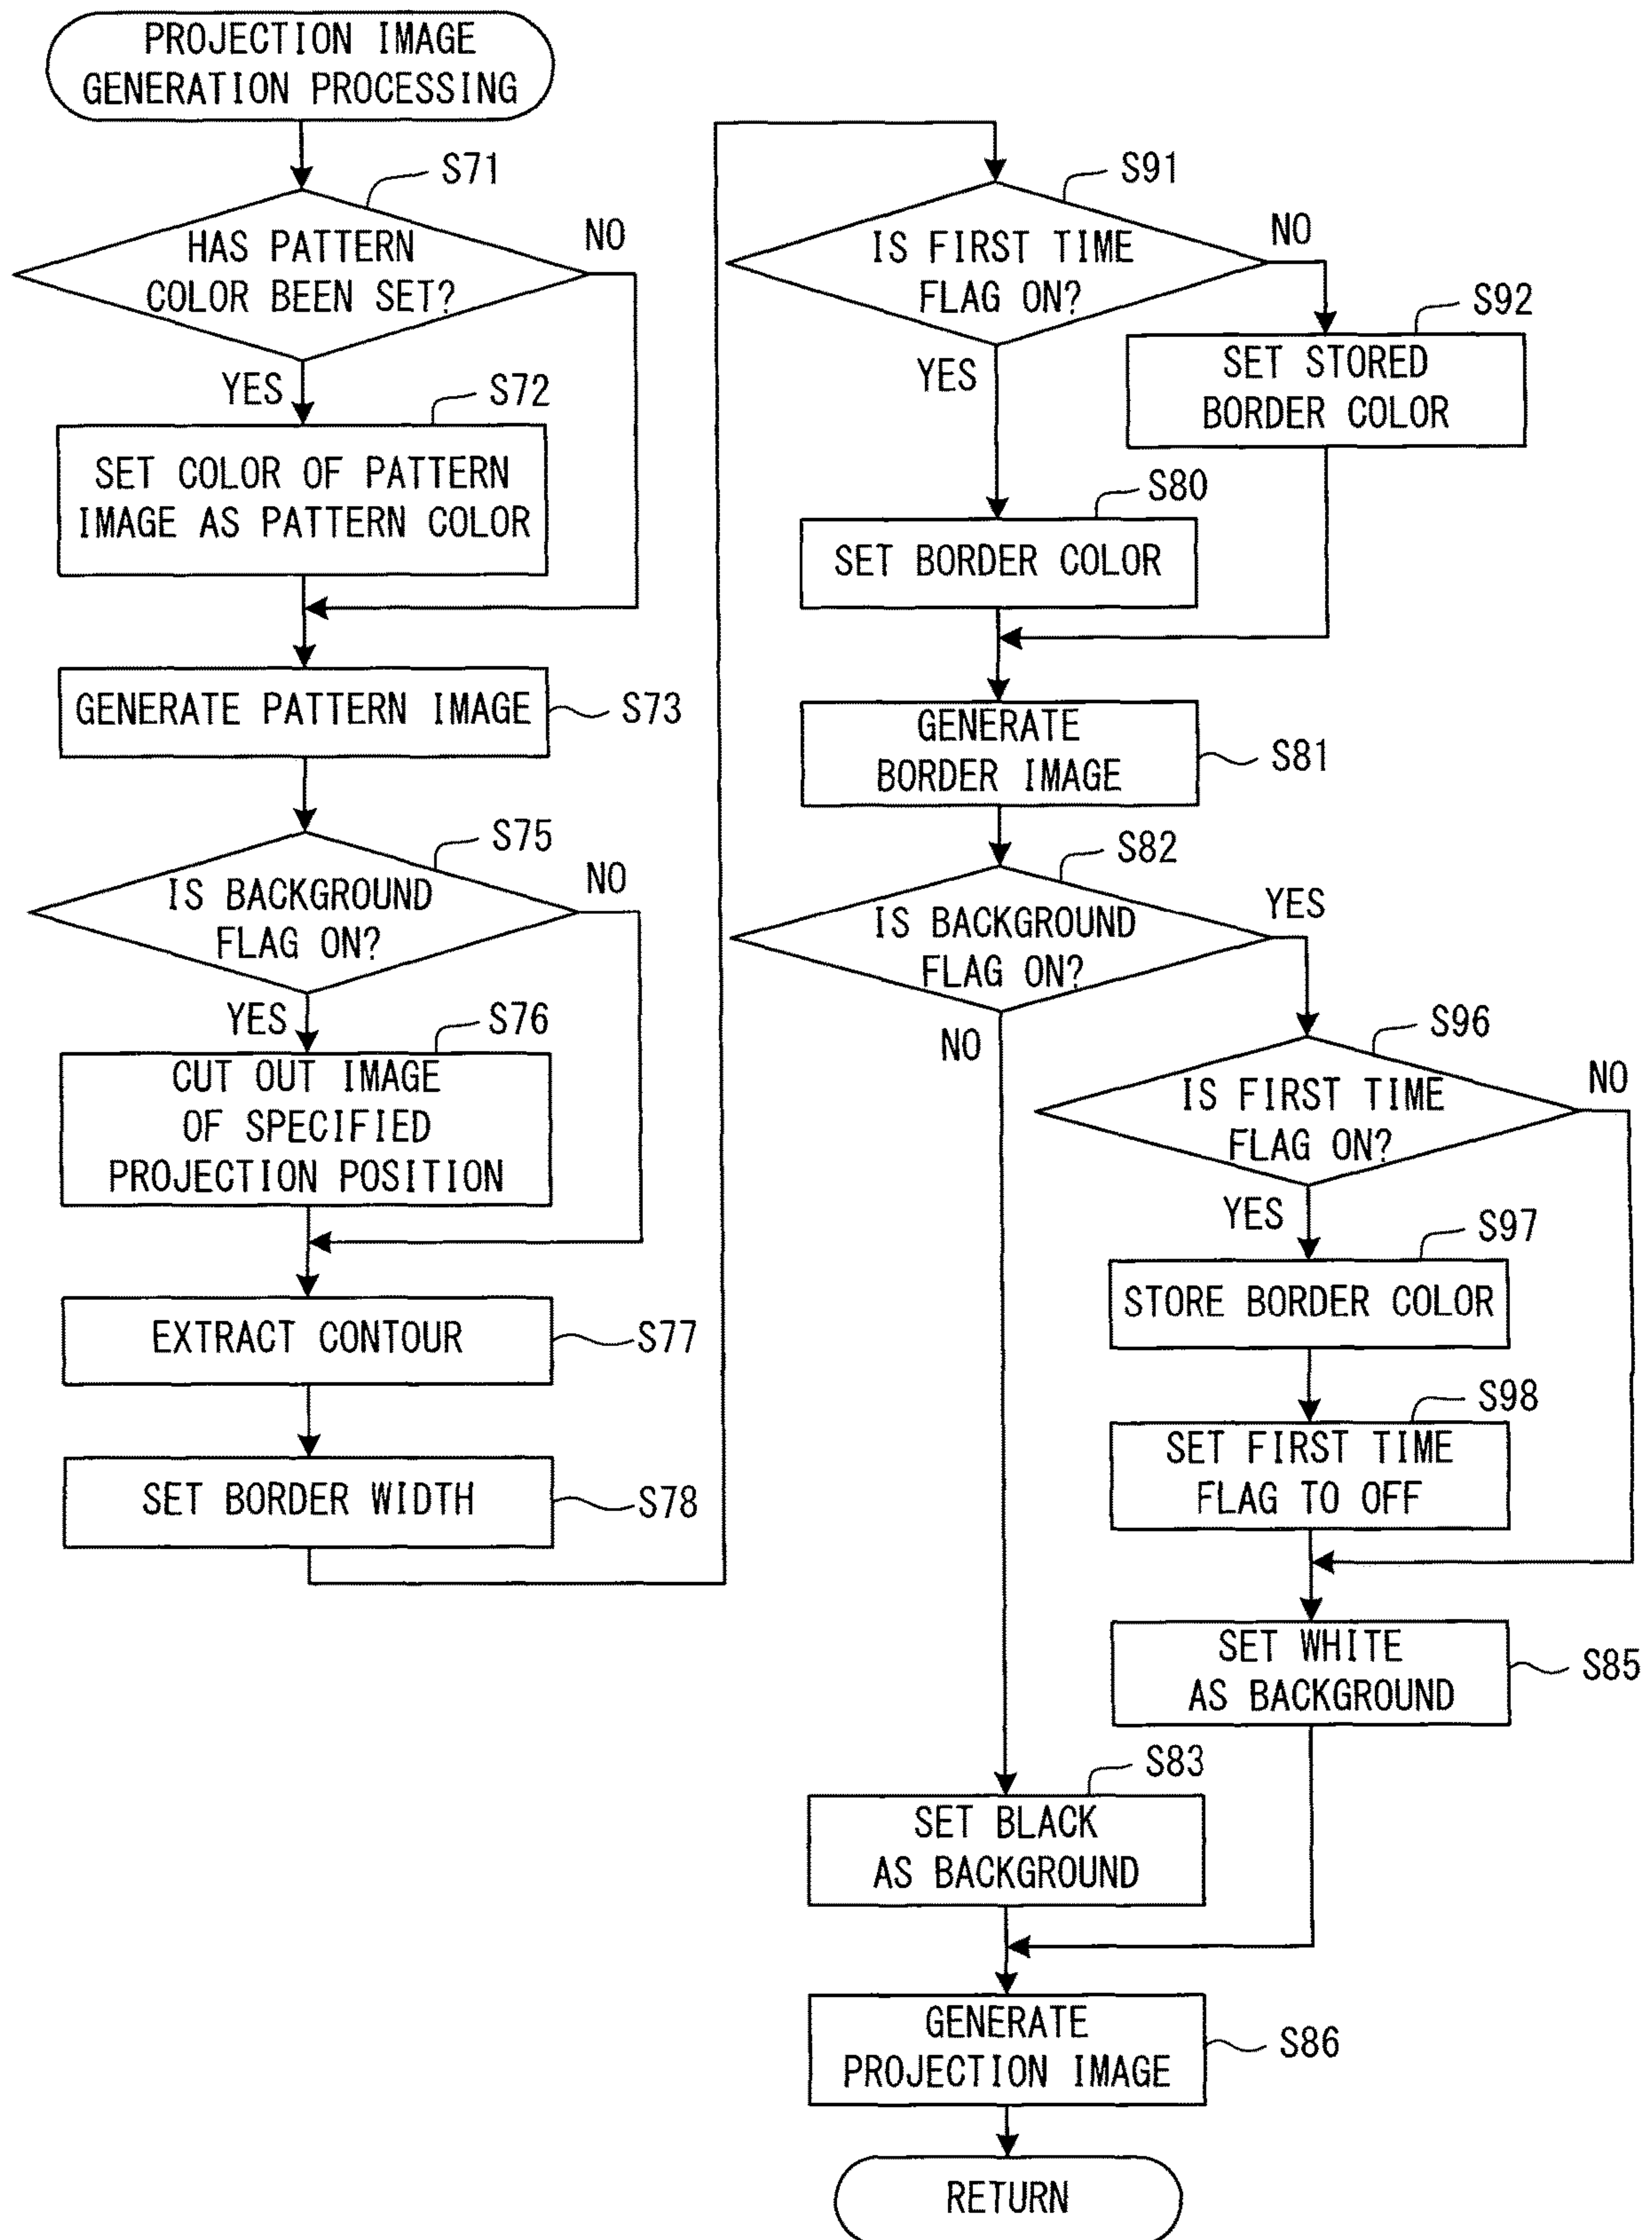 PROJECTION IMAGE
GENERATION PROCESSING
S71
HAS PATTERN
COLOR BEEN SET?
NO
YES
S72
SET COLOR OF PATTERN
IMAGE AS PATTERN COLOR
GENERATE PATTERN IMAGE
S73
S75
IS BACKGROUND
FLAG ON?
NO
YES
S76
CUT OUT IMAGE
OF SPECIFIED
PROJECTION POSITION
EXTRACT CONTOUR
S77
SET BORDER WIDTH
S78
S91
IS FIRST TIME
FLAG ON?
NO
YES
S92
SET STORED
BORDER COLOR
S80
SET BORDER COLOR
GENERATE
BORDER IMAGE
S81
S82
IS BACKGROUND
FLAG ON?
YES
NO
S96
IS FIRST TIME
FLAG ON?
NO
YES
S97
STORE BORDER COLOR
S98
SET FIRST TIME
FLAG TO OFF
SET WHITE
AS BACKGROUND
S85
S83
SET BLACK
AS BACKGROUND
GENERATE
PROJECTION IMAGE
S86
RETURN